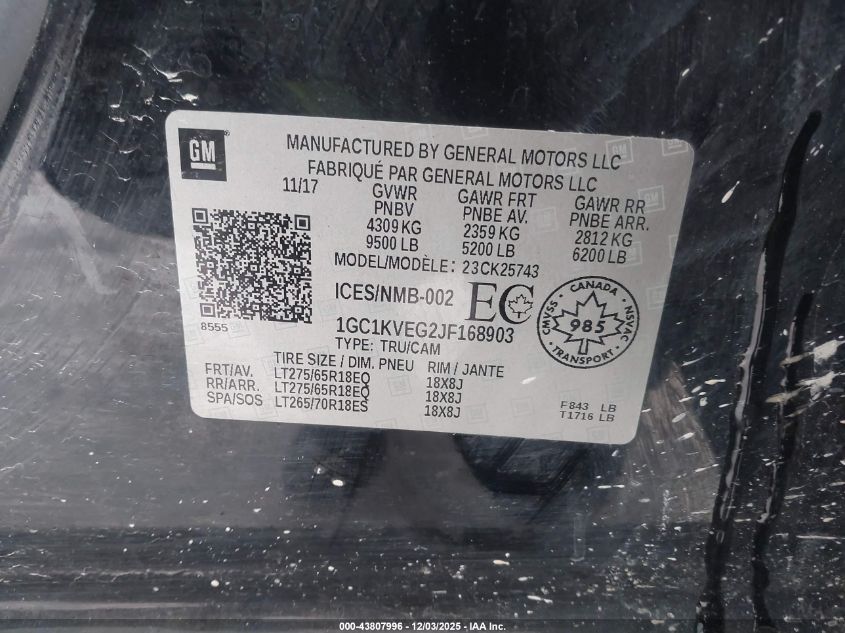 GM
MANUFACTURED BY GENERAL MOTORS LLC
FABRIQUÉ PAR GENERAL MOTORS LLC
11/17
GVWR
PNBV
4309 KG
9500 LB
GAWR FRT
PNBE AV.
2359 KG
5200 LB
GAWR RR
PNBE ARR.
2812 KG
6200 LB
MODEL/MODÈLE: 23CK25743
ICES/NMB-002 EC
1GC1KVEG2JF168903
TYPE: TRU/CAM
8555
CANADA
CMVSS 985 NSVAC
TRANSPORT
TIRE SIZE / DIM. PNEU RIM / JANTE
FRT/AV. LT275/65R18EQ 18X8J
RR/ARR. LT275/65R18EQ 18X8J
SPA/SOS LT265/70R18ES 18X8J
F843 LB
T1716 LB
000-43807996 - 12/03/2025 - IAA Inc.